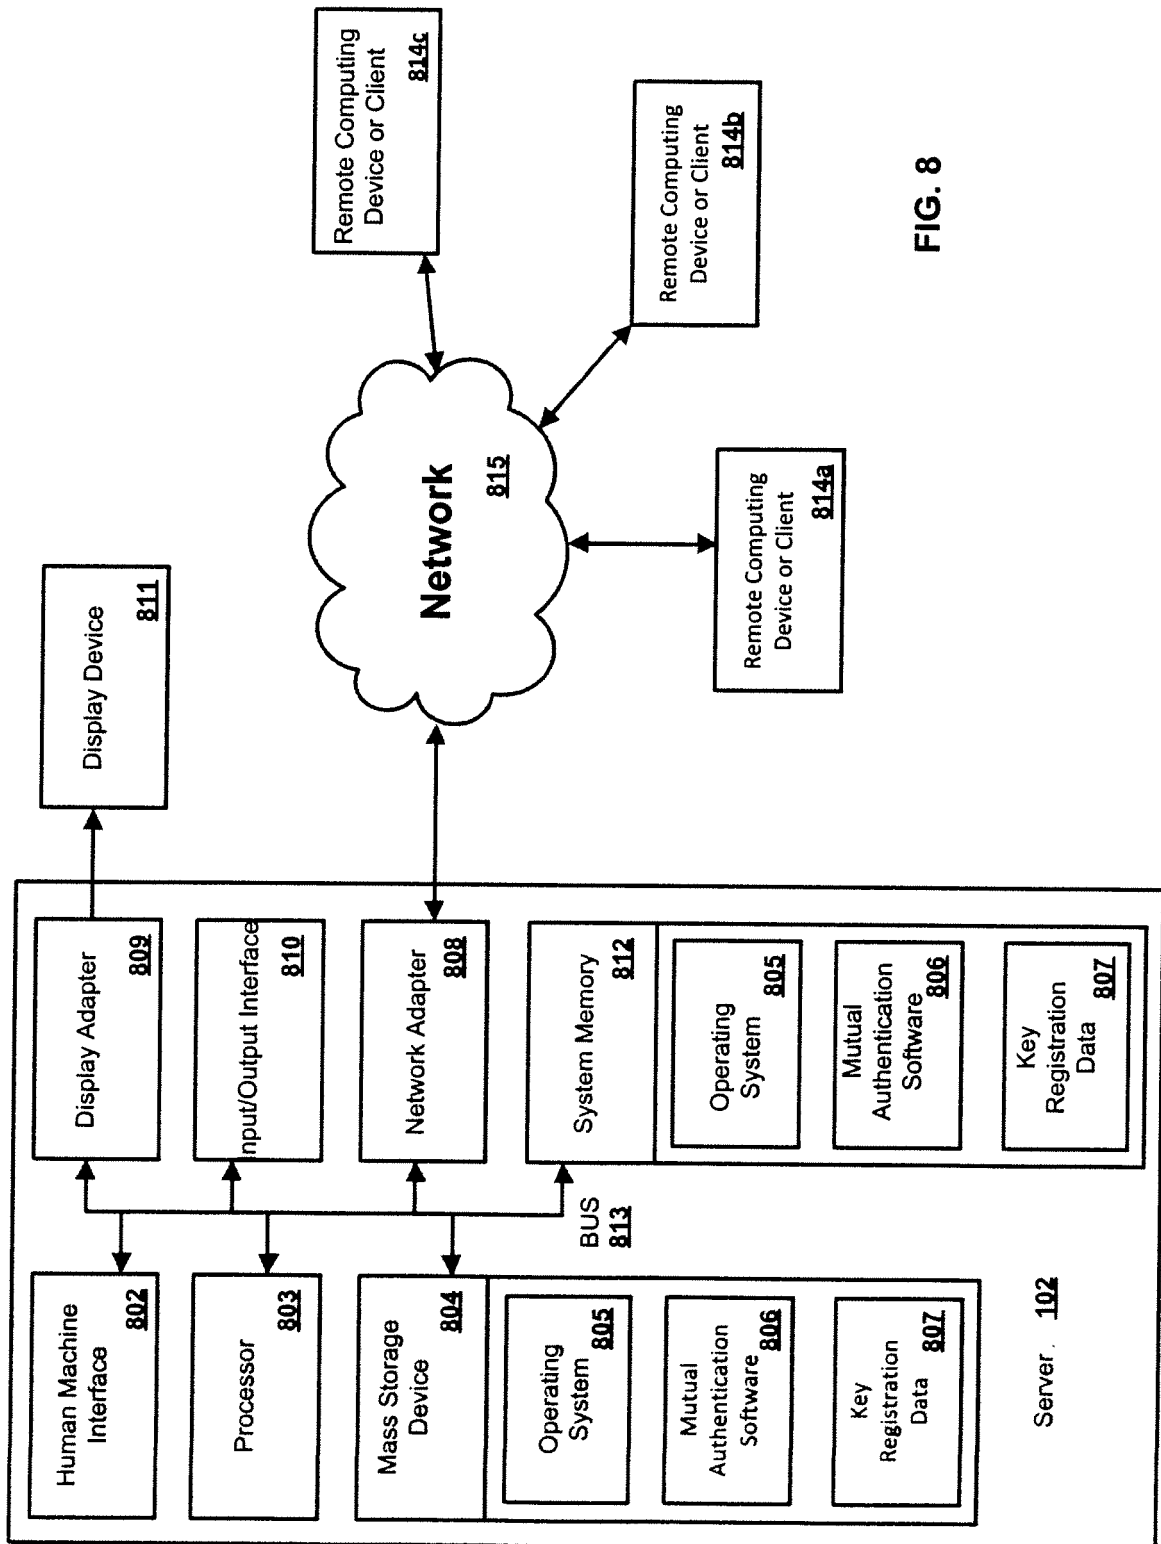 Human Machine
Interface
802
Processor
803
Mass Storage
Device
804
Operating
System
805
Mutual
Authentication
Software
806
Key
Registration
Data
807
Server. 102
BUS
813
Display Adapter
809
Input/Output Interface
810
Network Adapter
808
System Memory
812
Operating
System
805
Mutual
Authentication
Software
806
Key
Registration
Data
807
Display Device
811
Network
815
Remote Computing
Device or Client
814a
Remote Computing
Device or Client
814b
Remote Computing
Device or Client
814c
FIG. 8